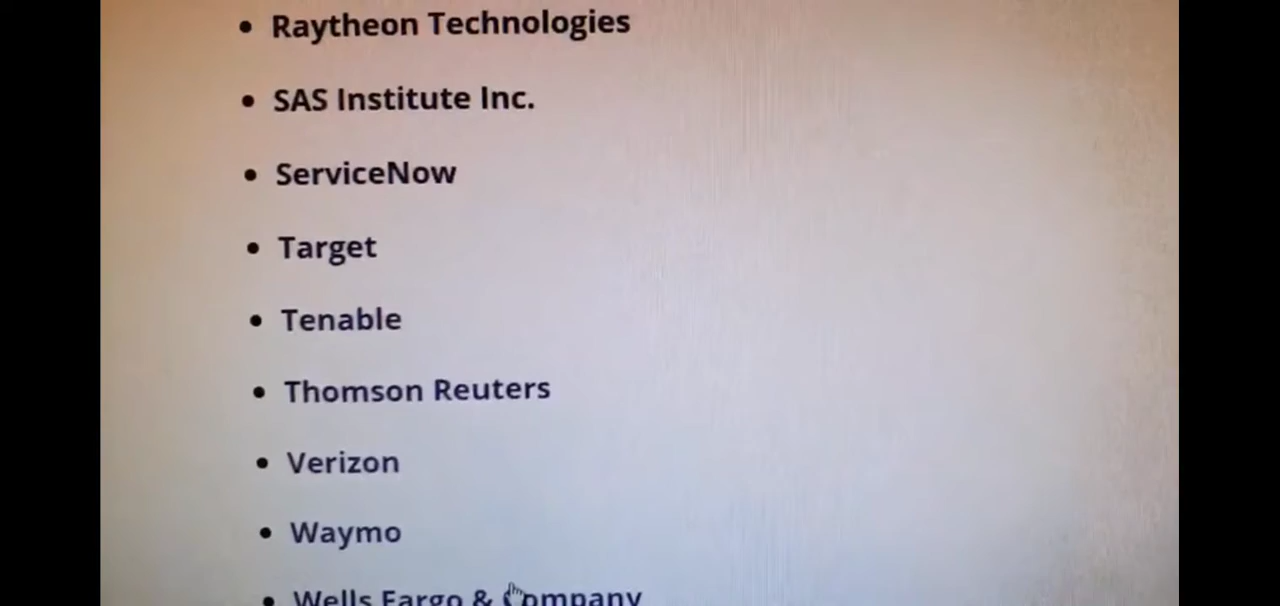 • Raytheon Technologies
• SAS Institute Inc.
• ServiceNow
• Target
• Tenable
• Thomson Reuters
• Verizon
• Waymo
• Wells Fargo & Company